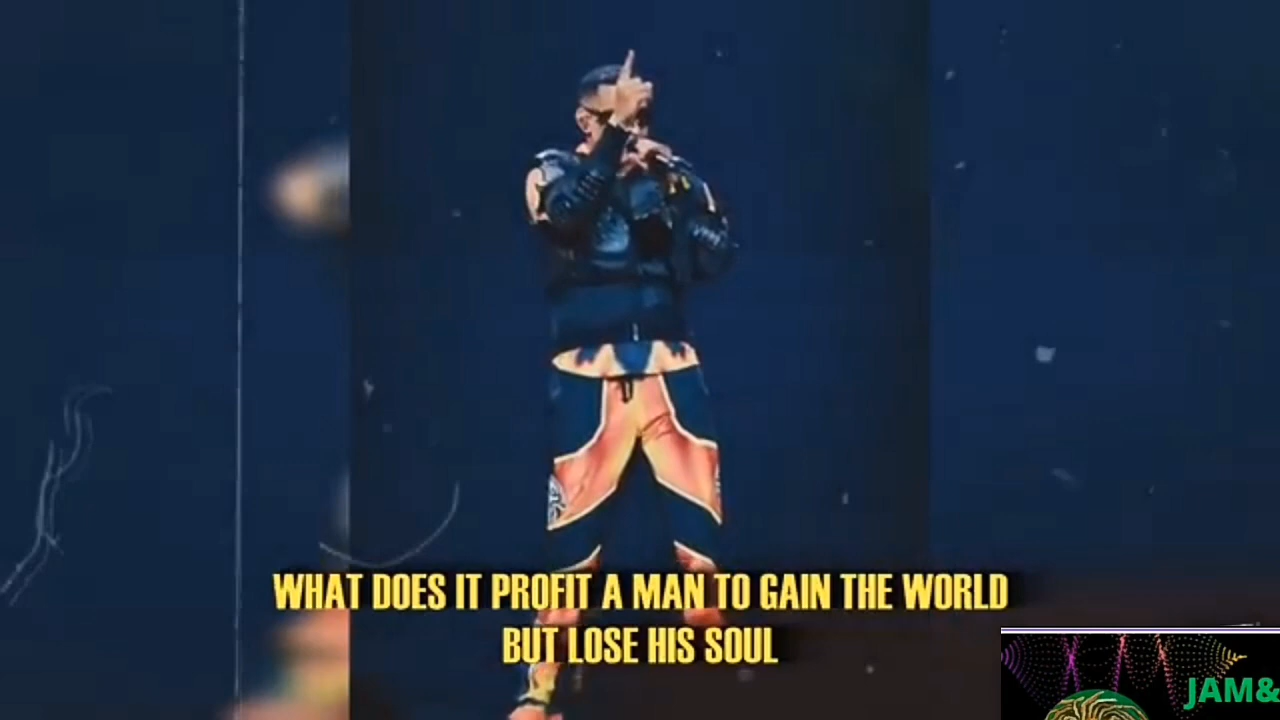 WHAT DOES IT PROFIT A MAN TO GAIN THE WORLD
BUT LOSE HIS SOUL
JAM&